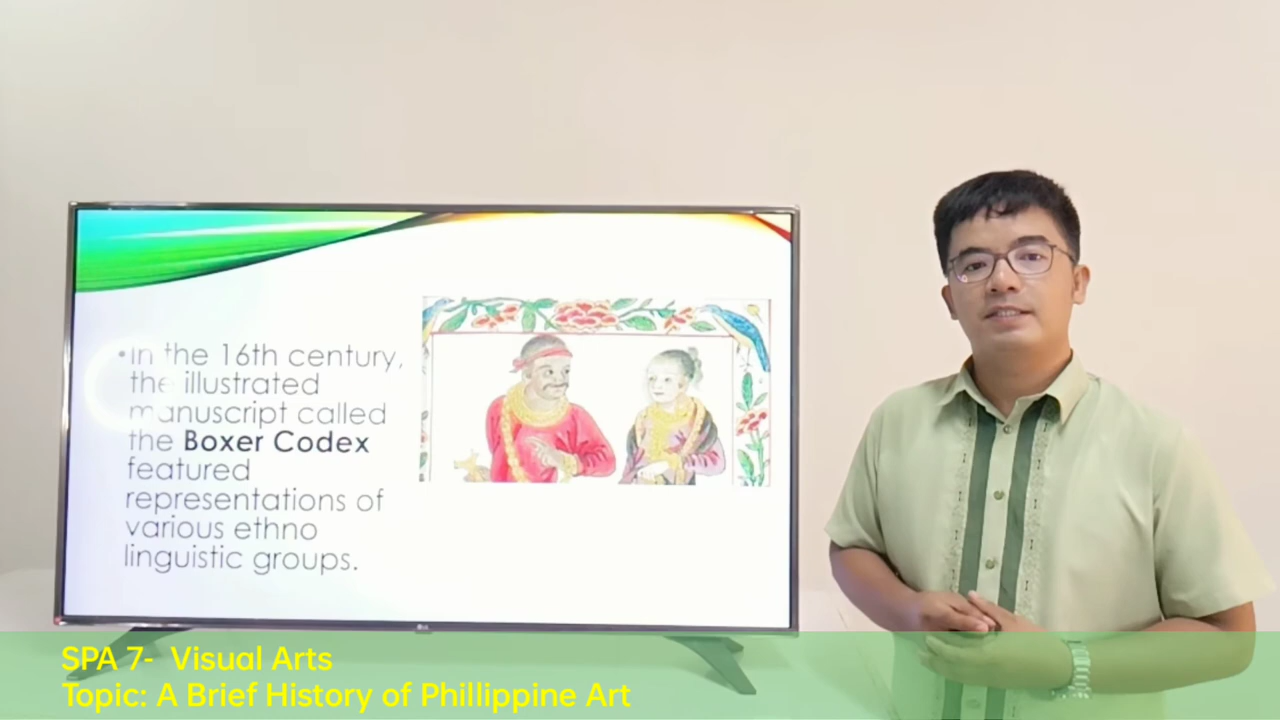 •In the 16th century,
the illustrated
manuscript called
the Boxer Codex
featured
representations of
various ethno
linguistic groups.
LG
SPA 7- Visual Arts
Topic: A Brief History of Phillippine Art